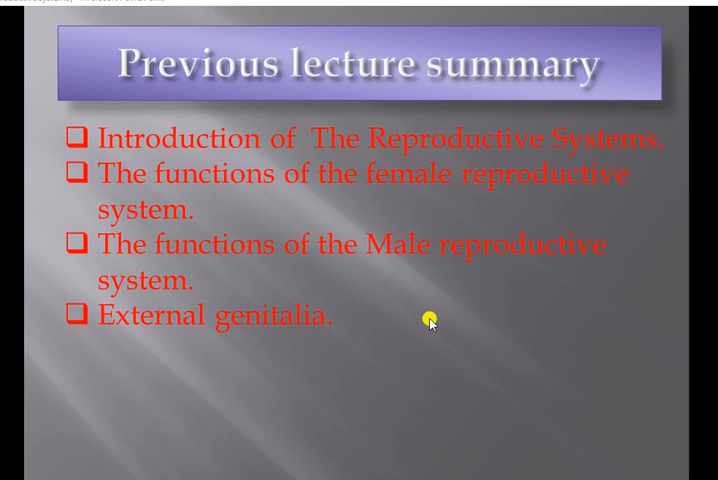 Previous lecture summary
Introduction of The Reproductive Systems.
The functions of the female reproductive
system.
The functions of the Male reproductive
system.
External genitalia.